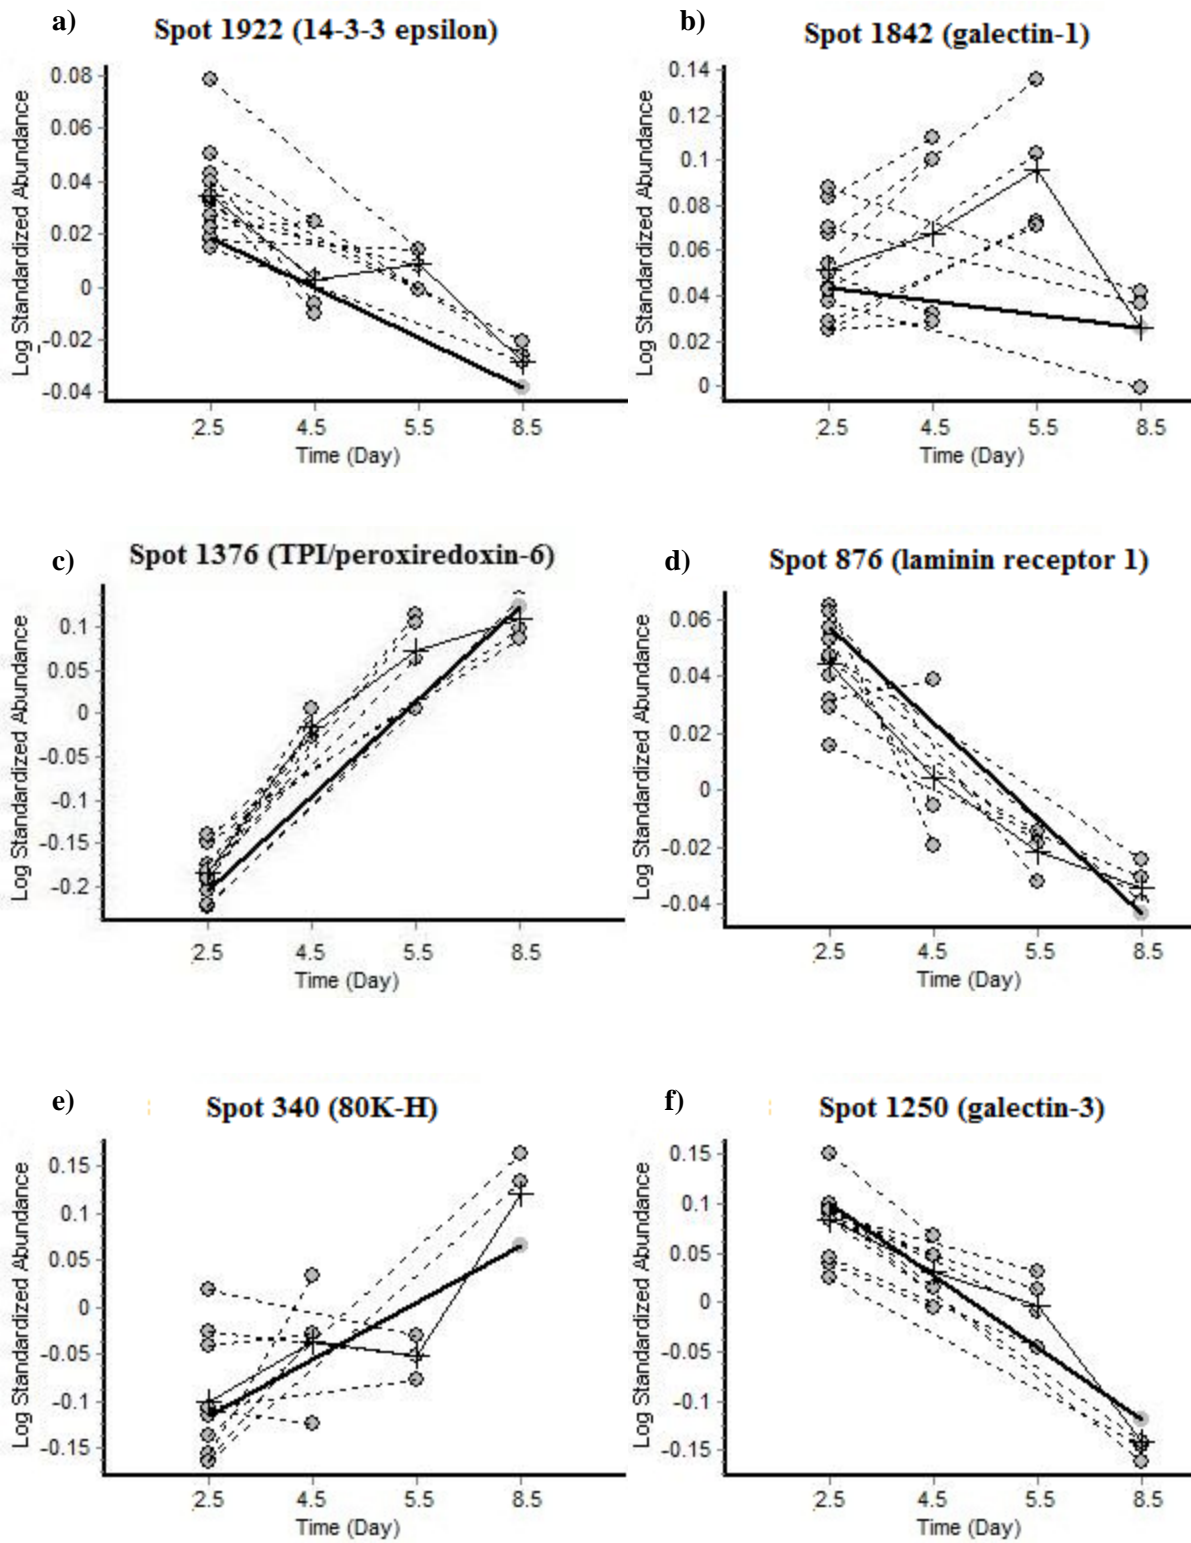 a)
Spot 1922 (14-3-3 epsilon)
Log Standardized Abundance
0.08
0.06
0.04
0.02
0
-0.02
-0.04
2.5 4.5 5.5 8.5
Time (Day)
b)
Spot 1842 (galectin-1)
Log Standardized Abundance
0.14
0.12
0.1
0.08
0.06
0.04
0.02
0
2.5 4.5 5.5 8.5
Time (Day)
c)
Spot 1376 (TPI/peroxiredoxin-6)
Log Standardized Abundance
0.1
0.05
0
-0.05
-0.1
-0.15
-0.2
2.5 4.5 5.5 8.5
Time (Day)
d)
Spot 876 (laminin receptor 1)
Log Standardized Abundance
0.06
0.04
0.02
0
-0.02
-0.04
2.5 4.5 5.5 8.5
Time (Day)
e)
Spot 340 (80K-H)
Log Standardized Abundance
0.15
0.1
0.05
0
-0.05
-0.1
-0.15
2.5 4.5 5.5 8.5
Time (Day)
f)
Spot 1250 (galectin-3)
Log Standardized Abundance
0.15
0.1
0.05
0
-0.05
-0.1
-0.15
2.5 4.5 5.5 8.5
Time (Day)